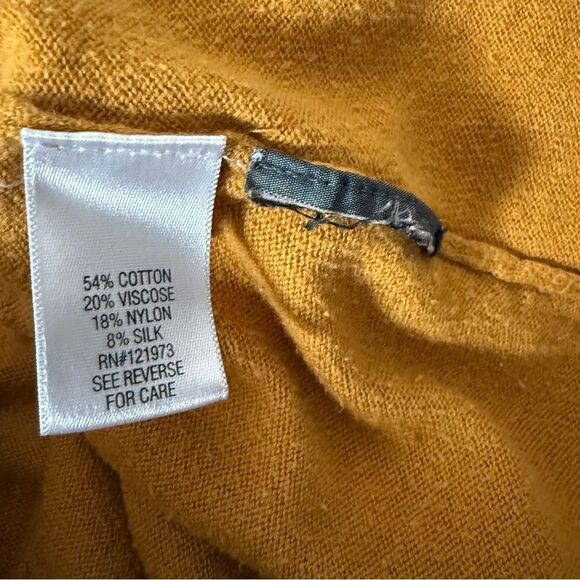 54% COTTON
20% VISCOSE
18% NYLON
8% SILK
RN#121973
SEE REVERSE
FOR CARE